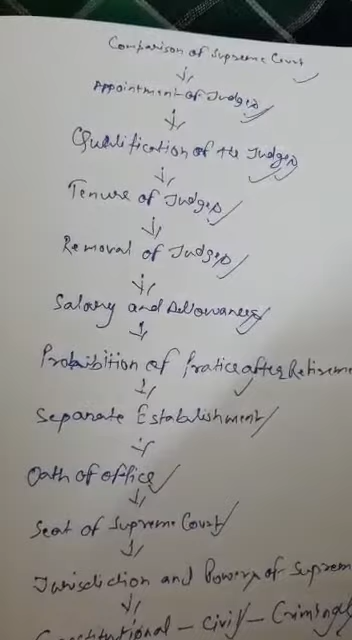 Comparison of Supreme Court
Appointment of Judges
Qualification of the Judges
Tenure of Judges
Removal of Judges
Salary and Allowances
Prohibition of Pratice after Retireme
Separate Establishment
Oath of office
Seat of Supreme Court
Jurisdiction and Powers of Suprem
Constitutional - Civil - Criminal